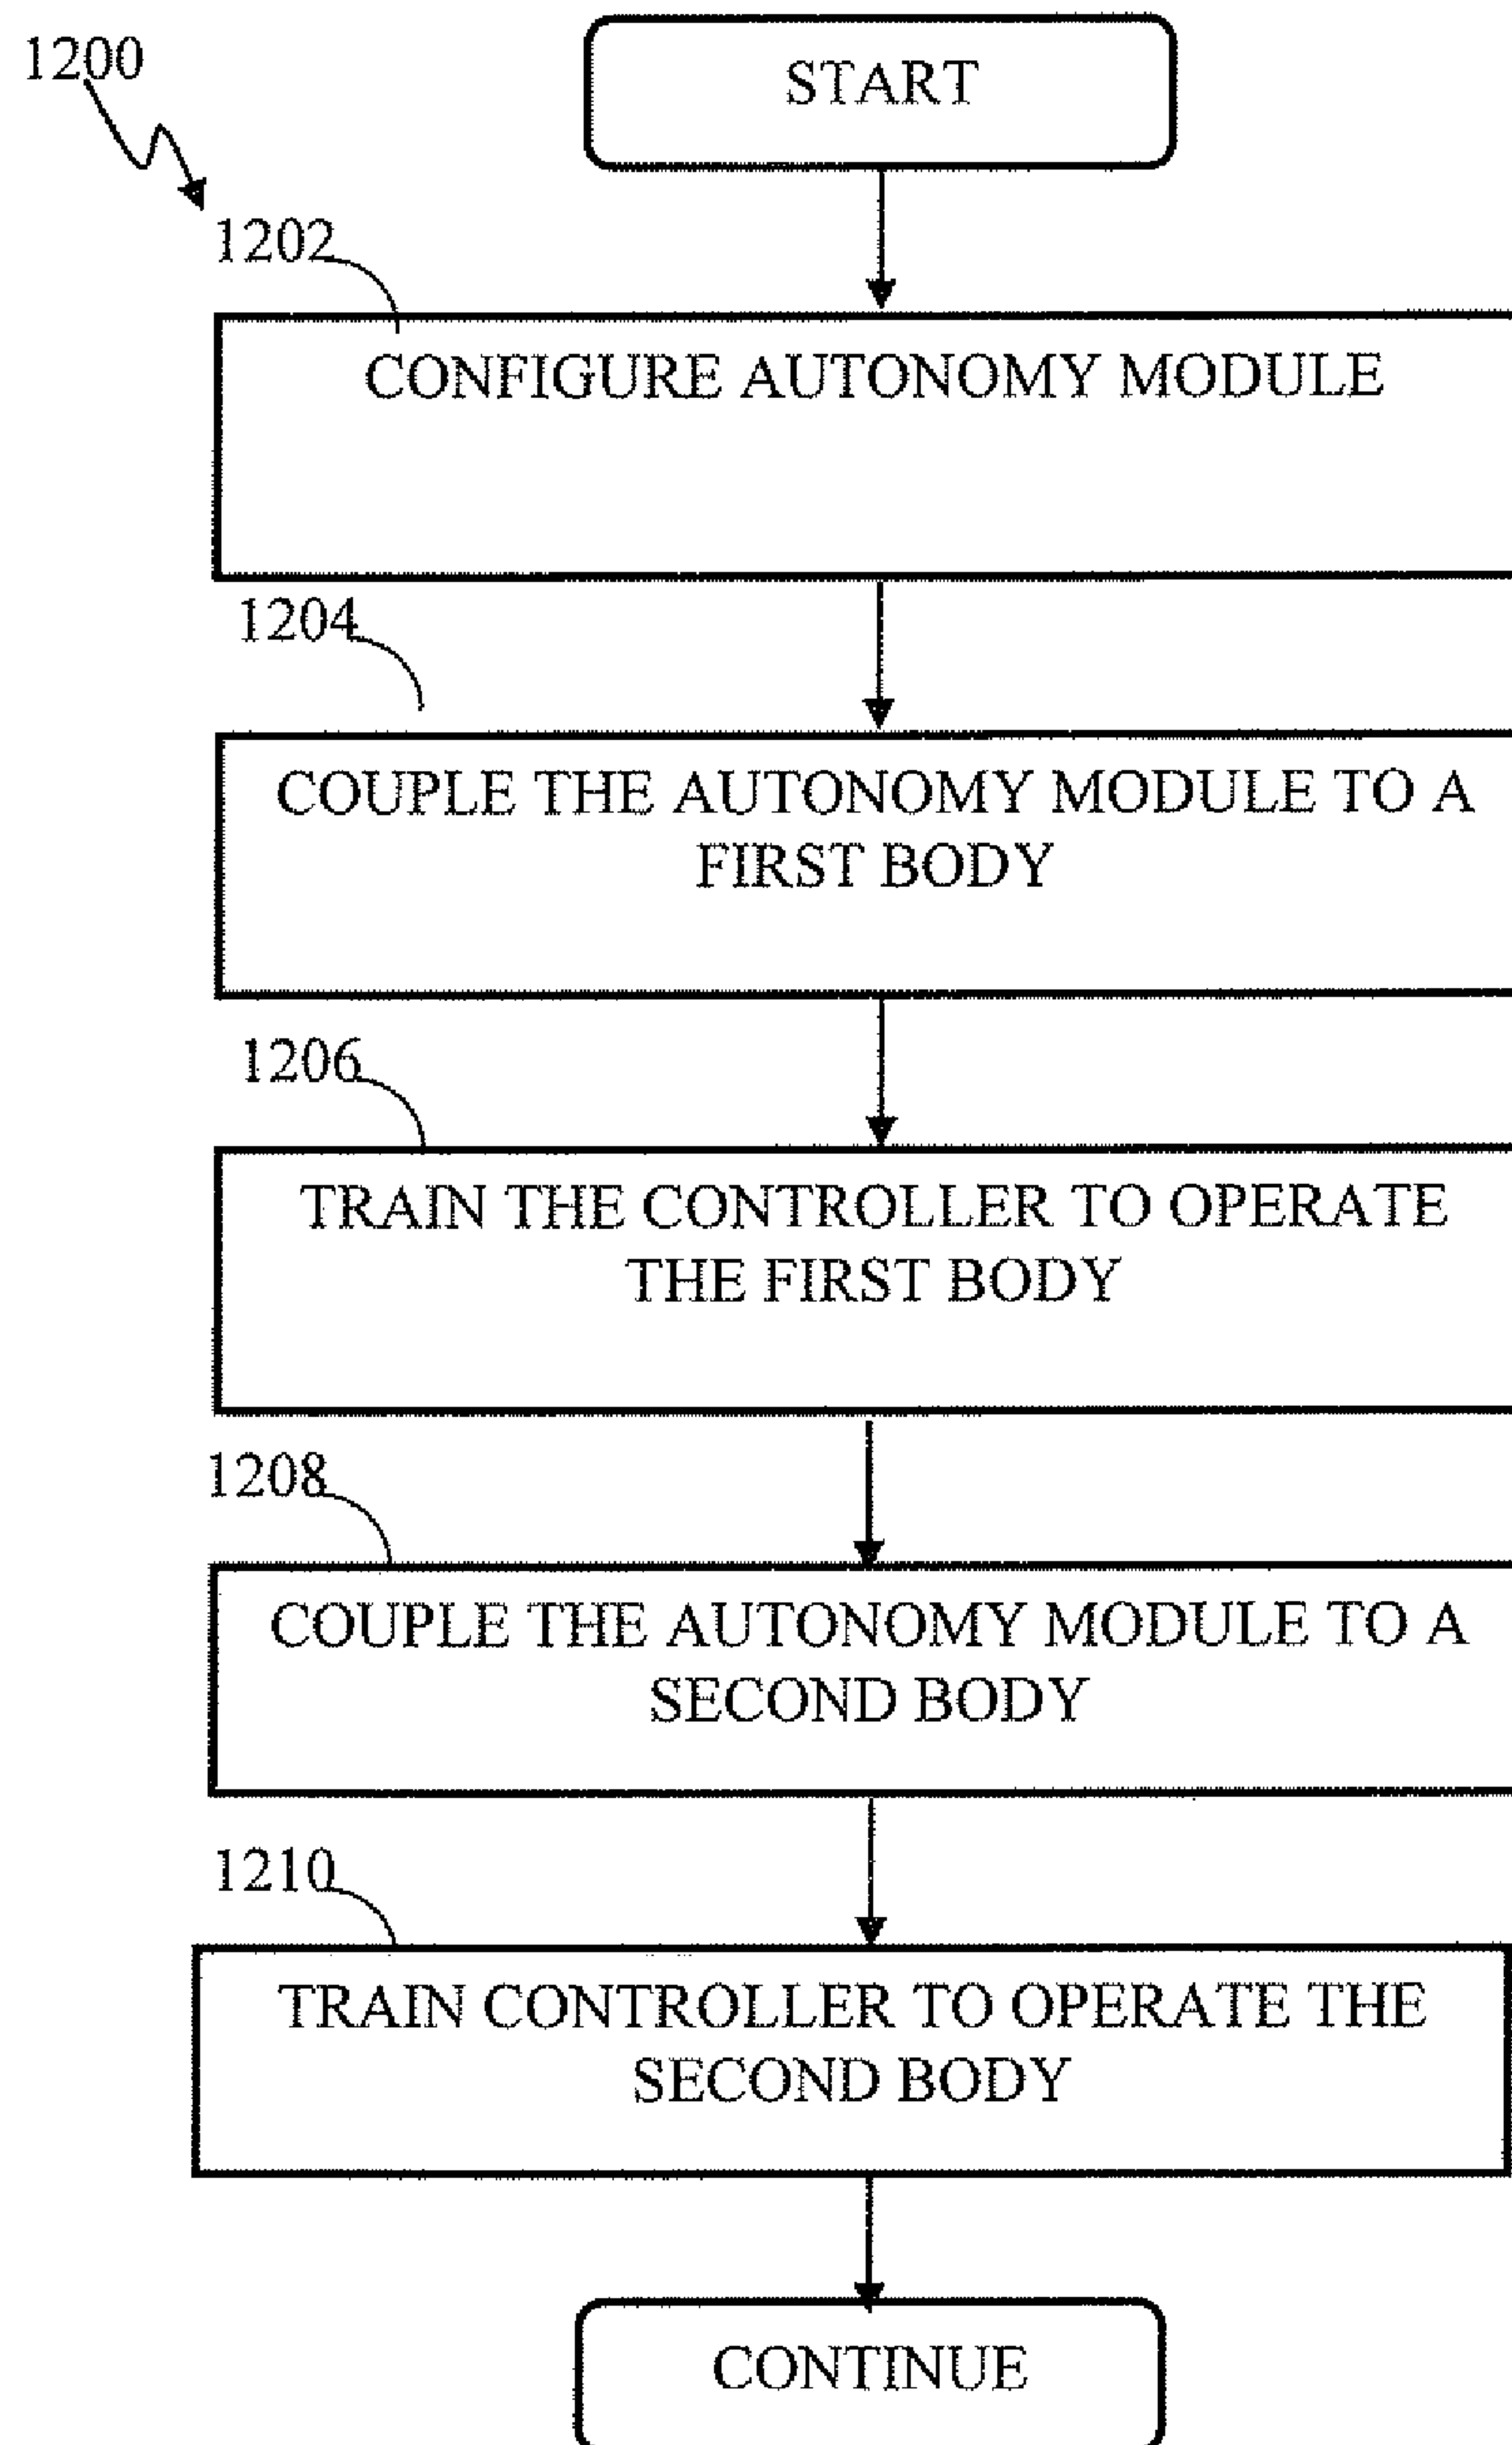 1200
START
1202
CONFIGURE AUTONOMY MODULE
1204
COUPLE THE AUTONOMY MODULE TO A
FIRST BODY
1206
TRAIN THE CONTROLLER TO OPERATE
THE FIRST BODY
1208
COUPLE THE AUTONOMY MODULE TO A
SECOND BODY
1210
TRAIN CONTROLLER TO OPERATE THE
SECOND BODY
CONTINUE